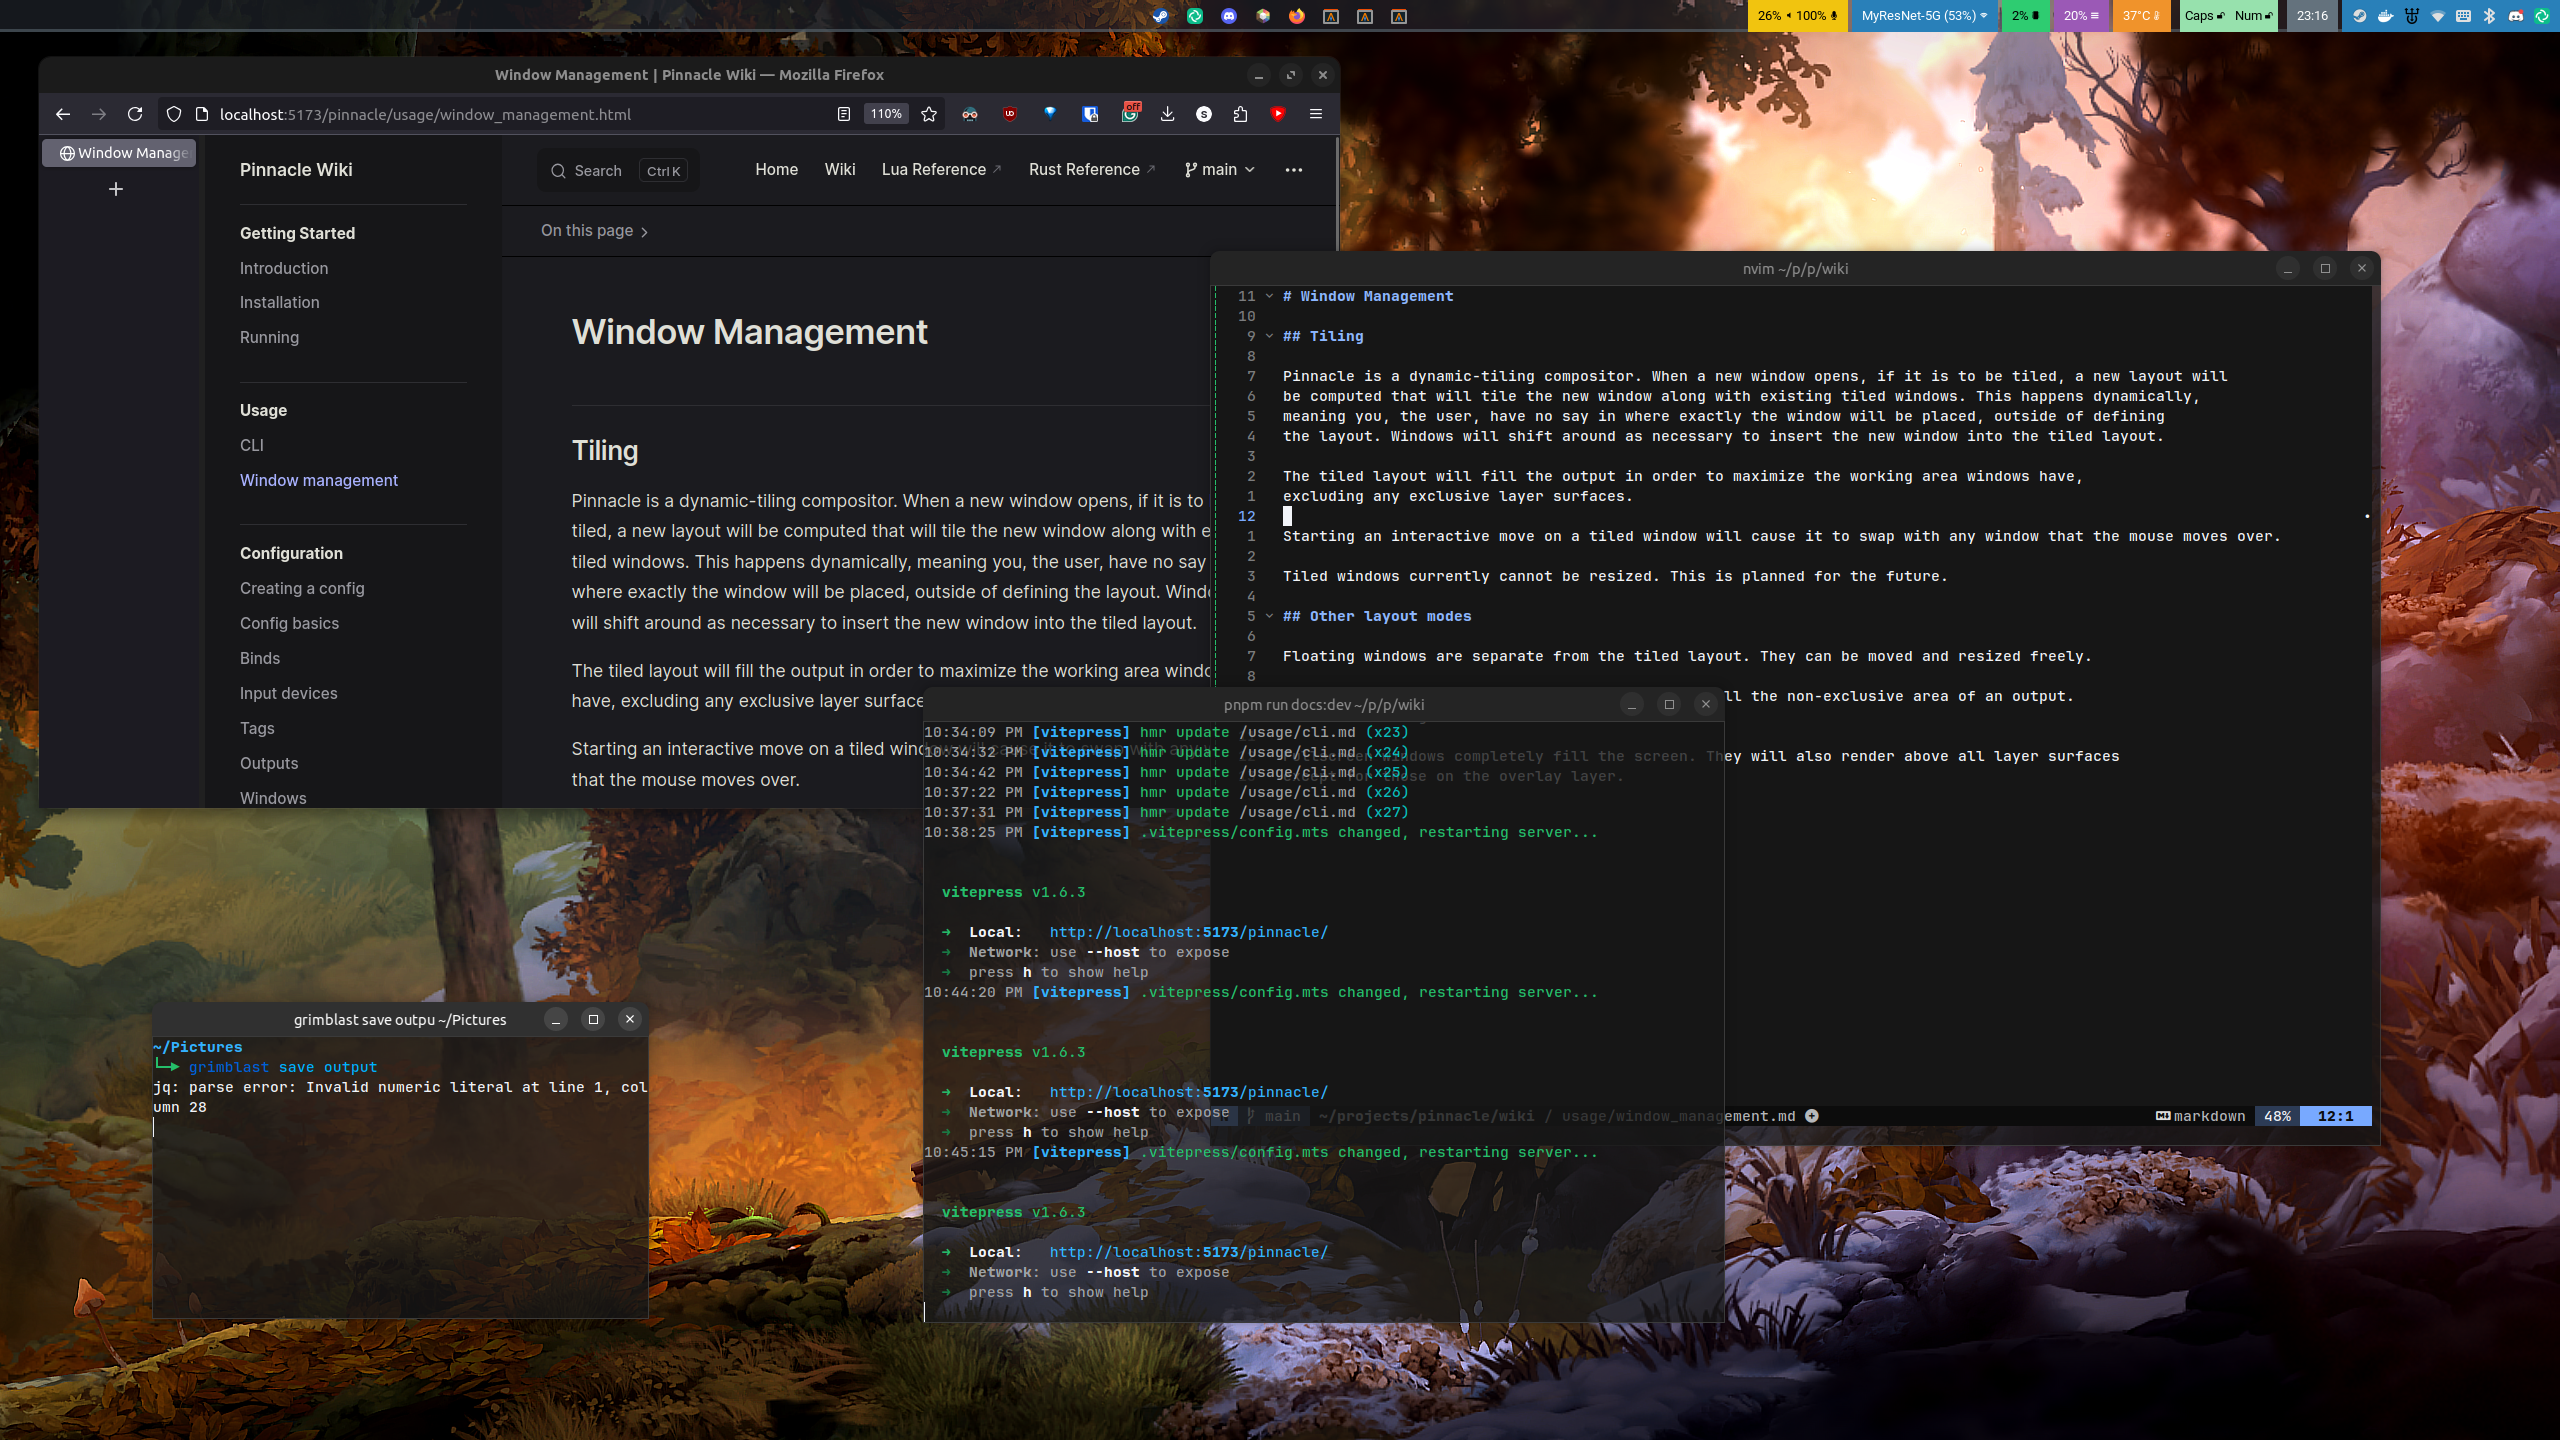 26% 100%
MyResNet-5G (53%)
2%
20%
37°C
Caps Num
23:16
Window Management | Pinnacle Wiki — Mozilla Firefox
localhost:5173/pinnacle/usage/window_management.html
110%
off
Window Manage
Pinnacle Wiki
Search Ctrl K
Home Wiki Lua Reference Rust Reference main
On this page
Getting Started
Introduction
Installation
Running
Usage
CLI
Window management
Configuration
Creating a config
Config basics
Binds
Input devices
Tags
Outputs
Windows
Window Management
Tiling
Pinnacle is a dynamic-tiling compositor. When a new window opens, if it is to
tiled, a new layout will be computed that will tile the new window along with e
tiled windows. This happens dynamically, meaning you, the user, have no say
where exactly the window will be placed, outside of defining the layout. Wind
will shift around as necessary to insert the new window into the tiled layout.
The tiled layout will fill the output in order to maximize the working area windo
have, excluding any exclusive layer surface
Starting an interactive move on a tiled window will cause it to swap with any
that the mouse moves over.
nvim ~/p/p/wiki
11 # Window Management
10
9 ## Tiling
8
7 Pinnacle is a dynamic-tiling compositor. When a new window opens, if it is to be tiled, a new layout will
6 be computed that will tile the new window along with existing tiled windows. This happens dynamically,
5 meaning you, the user, have no say in where exactly the window will be placed, outside of defining
4 the layout. Windows will shift around as necessary to insert the new window into the tiled layout.
3
2 The tiled layout will fill the output in order to maximize the working area windows have,
1 excluding any exclusive layer surfaces.
12
1 Starting an interactive move on a tiled window will cause it to swap with any window that the mouse moves over.
2
3 Tiled windows currently cannot be resized. This is planned for the future.
4
5 ## Other layout modes
6
7 Floating windows are separate from the tiled layout. They can be moved and resized freely.
8
ll the non-exclusive area of an output.
Fullscreen windows completely fill the screen. They will also render above all layer surfaces
except for those on the overlay layer.
main ~/projects/pinnacle/wiki / usage/window_management.md
markdown 48% 12:1
pnpm run docs:dev ~/p/p/wiki
10:34:09 PM [vitepress] hmr update /usage/cli.md (x23)
10:34:32 PM [vitepress] hmr update /usage/cli.md (x24)
10:34:42 PM [vitepress] hmr update /usage/cli.md (x25)
10:37:22 PM [vitepress] hmr update /usage/cli.md (x26)
10:37:31 PM [vitepress] hmr update /usage/cli.md (x27)
10:38:25 PM [vitepress] .vitepress/config.mts changed, restarting server...
vitepress v1.6.3
➜ Local: http://localhost:5173/pinnacle/
➜ Network: use --host to expose
➜ press h to show help
10:44:20 PM [vitepress] .vitepress/config.mts changed, restarting server...
vitepress v1.6.3
➜ Local: http://localhost:5173/pinnacle/
➜ Network: use --host to expose
➜ press h to show help
10:45:15 PM [vitepress] .vitepress/config.mts changed, restarting server...
vitepress v1.6.3
➜ Local: http://localhost:5173/pinnacle/
➜ Network: use --host to expose
➜ press h to show help
grimblast save outpu ~/Pictures
~/Pictures
grimblast save output
jq: parse error: Invalid numeric literal at line 1, col
umn 28